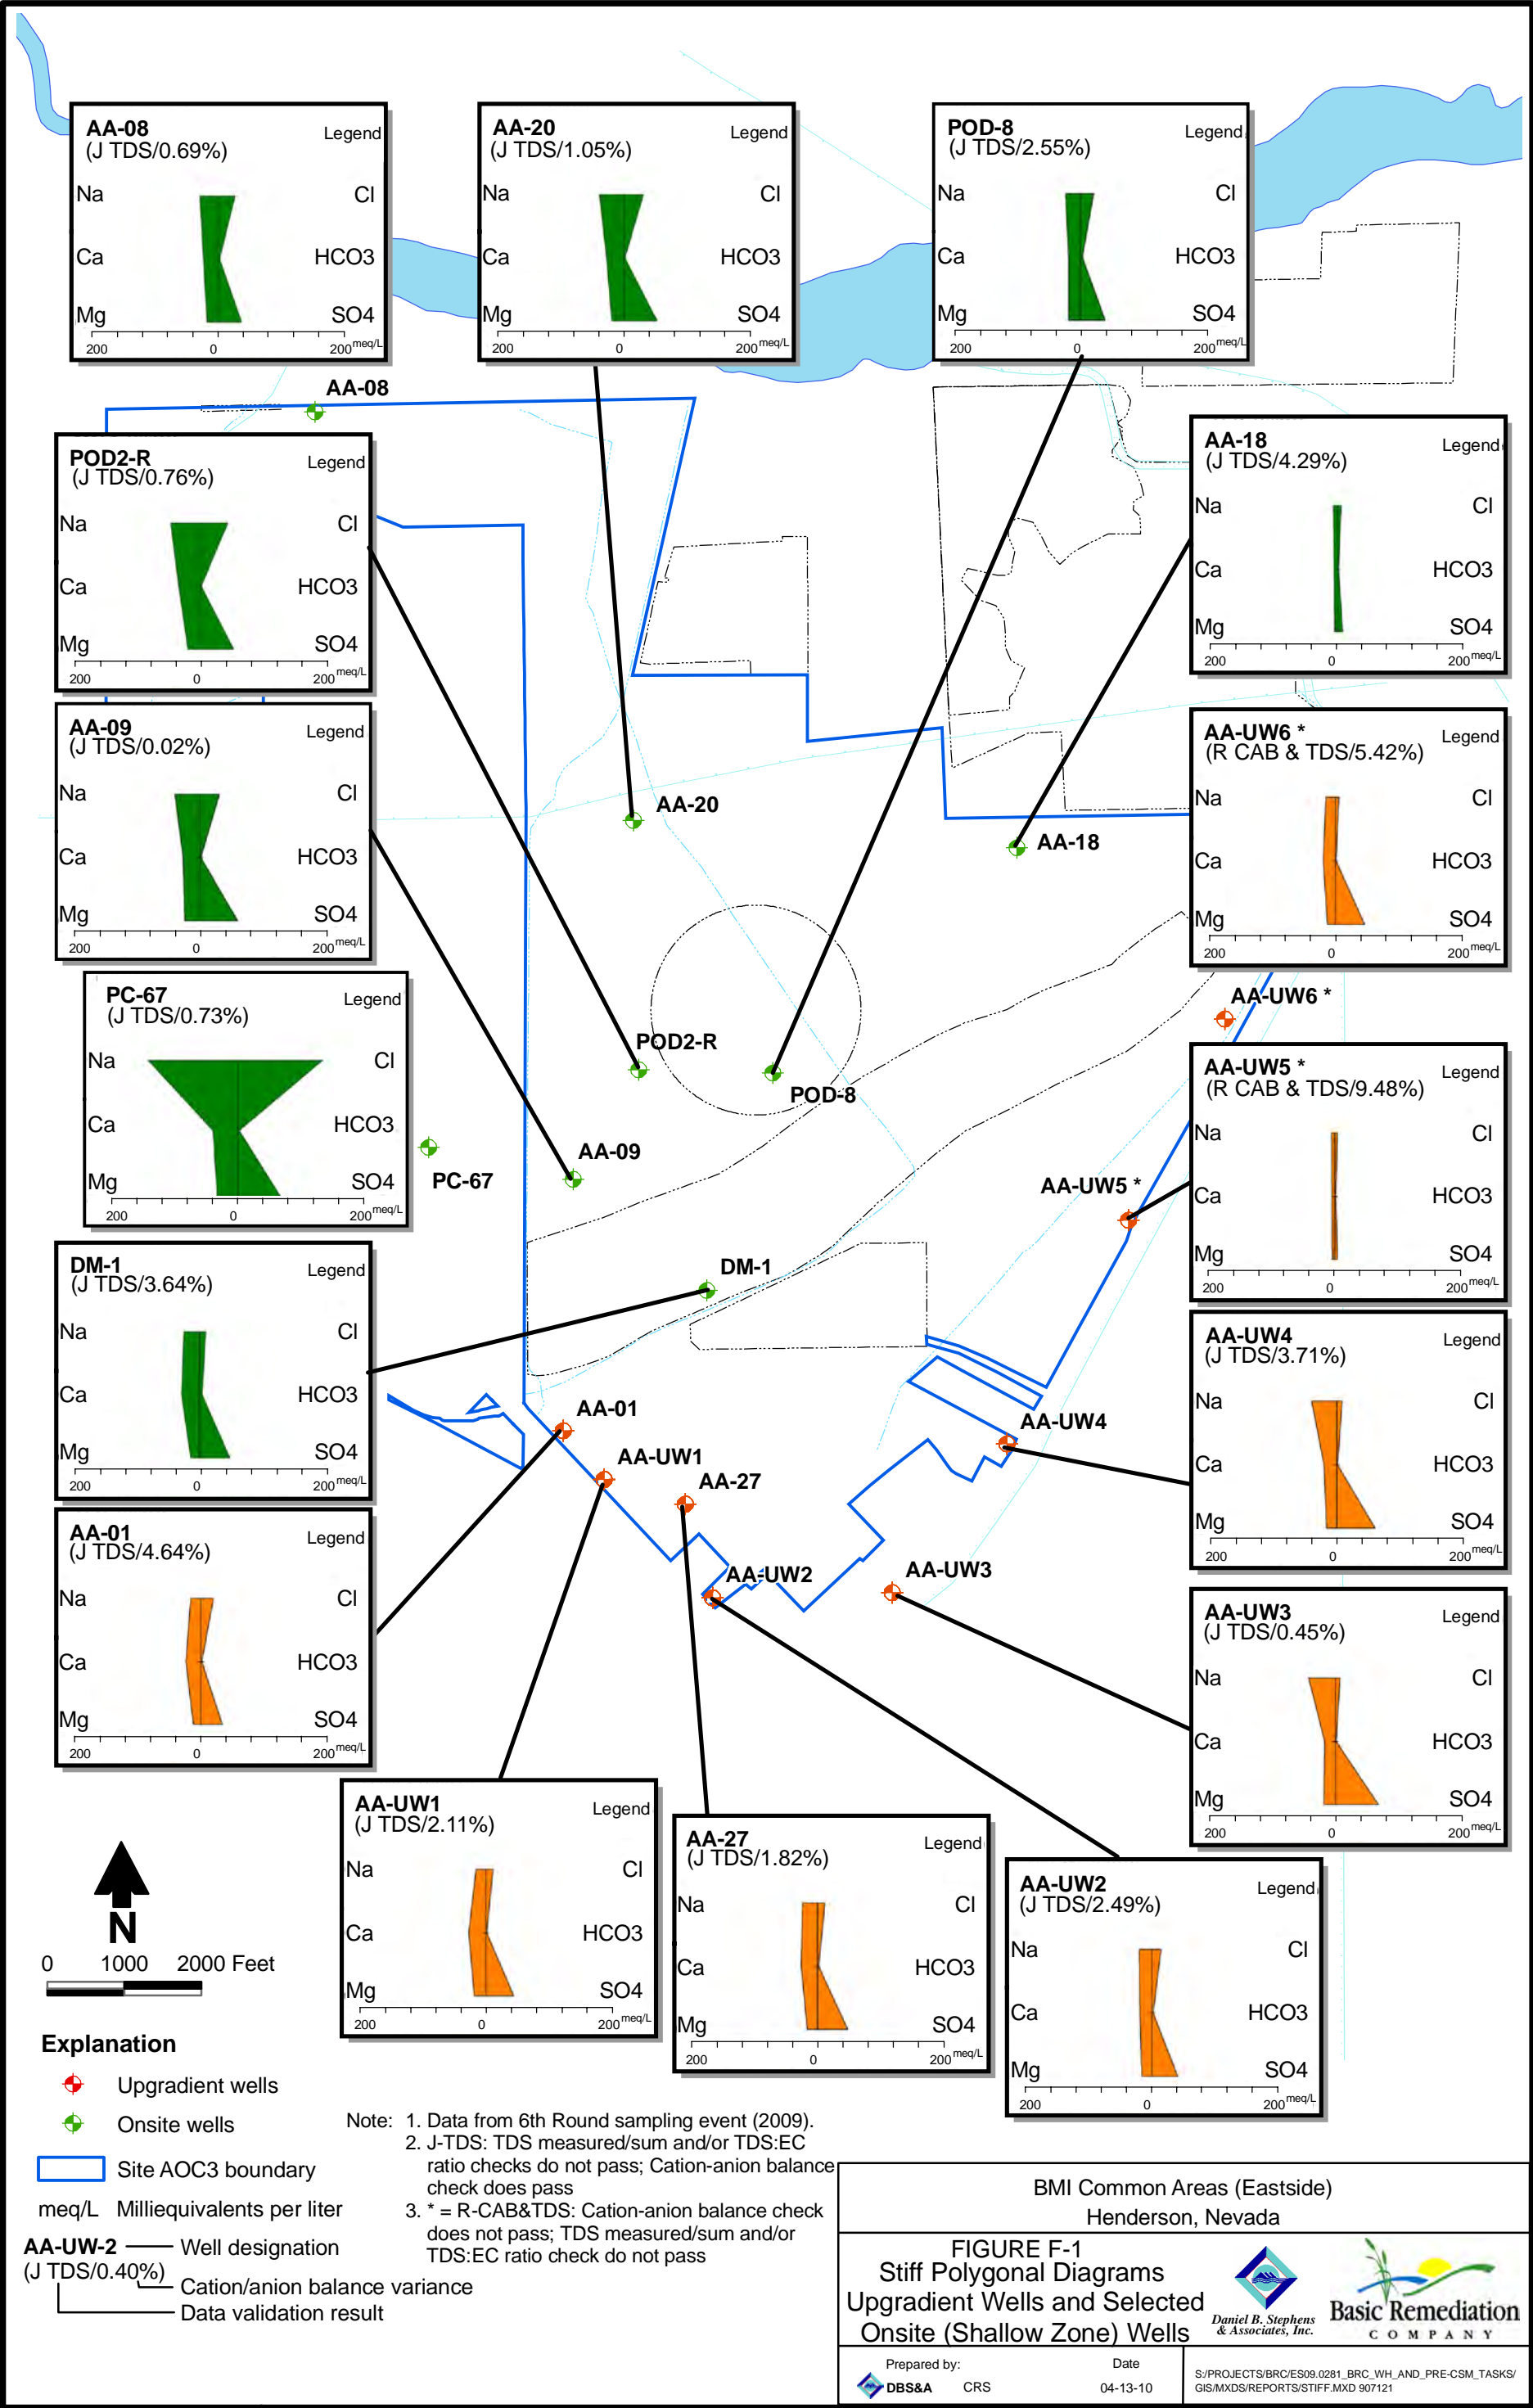 AA-08
(J TDS/0.69%)
Legend
Na
Cl
Ca
HCO3
Mg
SO4
200
0
200 meq/L
AA-20
(J TDS/1.05%)
Legend
Na
Cl
Ca
HCO3
Mg
SO4
200
0
200 meq/L
POD-8
(J TDS/2.55%)
Legend
Na
Cl
Ca
HCO3
Mg
SO4
200
0
200 meq/L
AA-08
POD2-R
(J TDS/0.76%)
Legend
Na
Cl
Ca
HCO3
Mg
SO4
200
0
200 meq/L
AA-18
(J TDS/4.29%)
Legend
Na
Cl
Ca
HCO3
Mg
SO4
200
0
200 meq/L
AA-09
(J TDS/0.02%)
Legend
Na
Cl
Ca
HCO3
Mg
SO4
200
0
200 meq/L
AA-UW6 *
(R CAB & TDS/5.42%)
Legend
Na
Cl
Ca
HCO3
Mg
SO4
200
0
200 meq/L
AA-20
AA-18
PC-67
(J TDS/0.73%)
Legend
Na
Cl
Ca
HCO3
Mg
SO4
200
0
200 meq/L
AA-UW6 *
POD2-R
POD-8
AA-09
PC-67
AA-UW5 *
AA-UW5 *
(R CAB & TDS/9.48%)
Legend
Na
Cl
Ca
HCO3
Mg
SO4
200
0
200 meq/L
DM-1
DM-1
(J TDS/3.64%)
Legend
Na
Cl
Ca
HCO3
Mg
SO4
200
0
200 meq/L
AA-UW4
(J TDS/3.71%)
Legend
Na
Cl
Ca
HCO3
Mg
SO4
200
0
200 meq/L
AA-01
AA-UW4
AA-UW1
AA-27
AA-UW2
AA-UW3
AA-01
(J TDS/4.64%)
Legend
Na
Cl
Ca
HCO3
Mg
SO4
200
0
200 meq/L
AA-UW3
(J TDS/0.45%)
Legend
Na
Cl
Ca
HCO3
Mg
SO4
200
0
200 meq/L
AA-UW1
(J TDS/2.11%)
Legend
Na
Cl
Ca
HCO3
Mg
SO4
200
0
200 meq/L
AA-27
(J TDS/1.82%)
Legend
Na
Cl
Ca
HCO3
Mg
SO4
200
0
200 meq/L
AA-UW2
(J TDS/2.49%)
Legend
Na
Cl
Ca
HCO3
Mg
SO4
200
0
200 meq/L
N
0 1000 2000 Feet
Explanation
Upgradient wells
Onsite wells
Site AOC3 boundary
meq/L Milliequivalents per liter
AA-UW-2 Well designation
(J TDS/0.40%)
Cation/anion balance variance
Data validation result
Note: 1. Data from 6th Round sampling event (2009).
2. J-TDS: TDS measured/sum and/or TDS:EC
ratio checks do not pass; Cation-anion balance
check does pass
3. * = R-CAB&TDS: Cation-anion balance check
does not pass; TDS measured/sum and/or
TDS:EC ratio check do not pass
BMI Common Areas (Eastside)
Henderson, Nevada
FIGURE F-1
Stiff Polygonal Diagrams
Upgradient Wells and Selected
Onsite (Shallow Zone) Wells
Daniel B. Stephens
& Associates, Inc.
Basic Remediation
COMPANY
Prepared by:
DBS&A CRS
Date
04-13-10
S:/PROJECTS/BRC/ES09.0281_BRC_WH_AND_PRE-CSM_TASKS/
GIS/MXDS/REPORTS/STIFF.MXD 907121